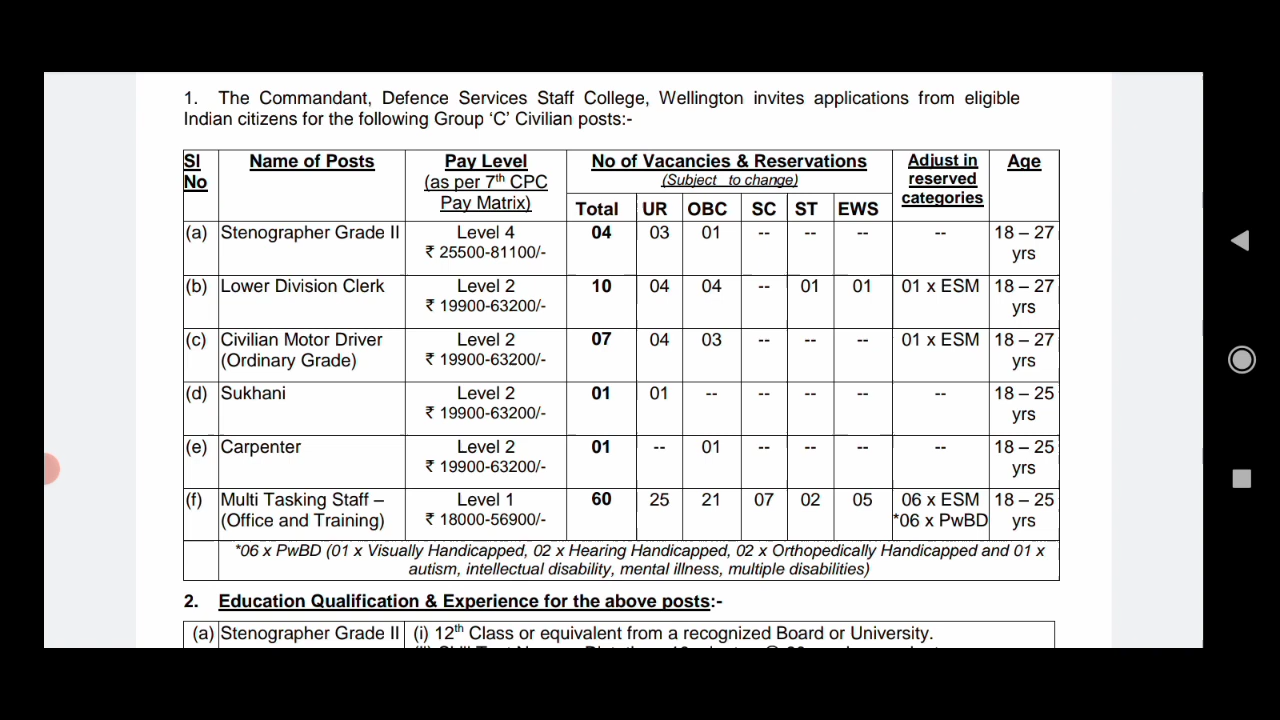 1. The Commandant, Defence Services Staff College, Wellington invites applications from eligible
Indian citizens for the following Group ‘C’ Civilian posts:-
Sl No | Name of Posts | Pay Level (as per 7th CPC Pay Matrix) | No of Vacancies & Reservations (Subject to change) | Adjust in reserved categories | Age
Total | UR | OBC | SC | ST | EWS
(a) | Stenographer Grade II | Level 4 ₹ 25500-81100/- | 04 | 03 | 01 | -- | -- | -- | -- | 18 – 27 yrs
(b) | Lower Division Clerk | Level 2 ₹ 19900-63200/- | 10 | 04 | 04 | -- | 01 | 01 | 01 x ESM | 18 – 27 yrs
(c) | Civilian Motor Driver (Ordinary Grade) | Level 2 ₹ 19900-63200/- | 07 | 04 | 03 | -- | -- | -- | 01 x ESM | 18 – 27 yrs
(d) | Sukhani | Level 2 ₹ 19900-63200/- | 01 | 01 | -- | -- | -- | -- | -- | 18 – 25 yrs
(e) | Carpenter | Level 2 ₹ 19900-63200/- | 01 | -- | 01 | -- | -- | -- | -- | 18 – 25 yrs
(f) | Multi Tasking Staff – (Office and Training) | Level 1 ₹ 18000-56900/- | 60 | 25 | 21 | 07 | 02 | 05 | 06 x ESM *06 x PwBD | 18 – 25 yrs
*06 x PwBD (01 x Visually Handicapped, 02 x Hearing Handicapped, 02 x Orthopedically Handicapped and 01 x
autism, intellectual disability, mental illness, multiple disabilities)
2. Education Qualification & Experience for the above posts:-
(a) | Stenographer Grade II | (i) 12th Class or equivalent from a recognized Board or University.